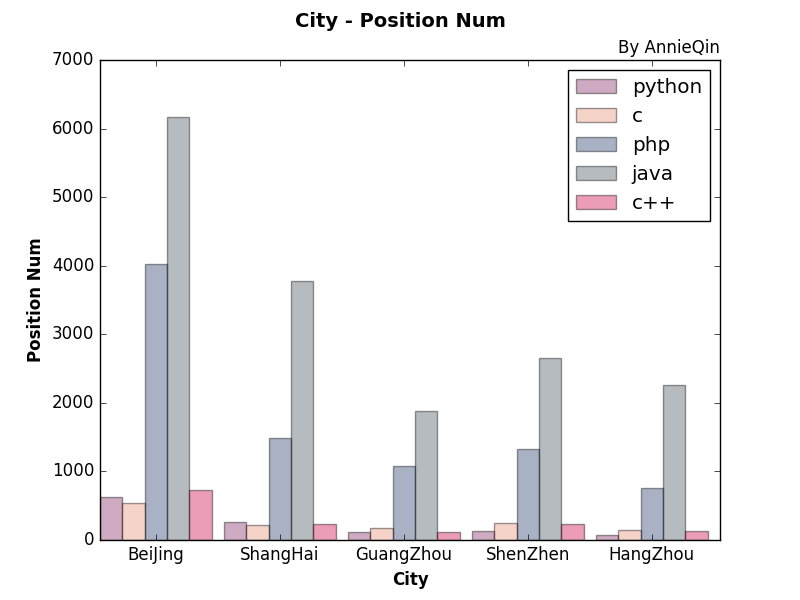 City - Position Num
By AnnieQin
7000
6000
5000
4000
3000
2000
1000
0
Position Num
python
c
php
java
c++
BeiJing
ShangHai
GuangZhou
ShenZhen
HangZhou
City